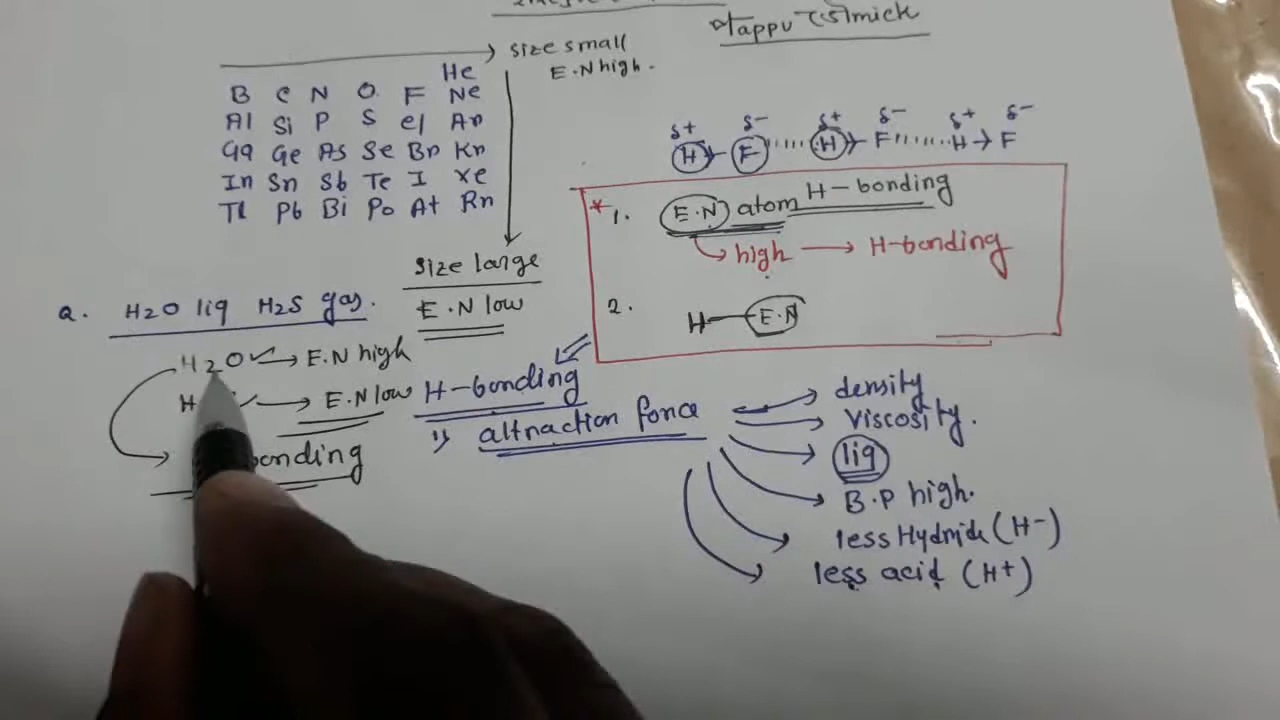 size small
E.N high.
He
B C N O F Ne
Al Si P S Cl Ar
Ga Ge As Se Br Kr
In Sn Sb Te I Xe
Tl Pb Bi Po At Rn
size large
E.N low
δ+ δ- δ+ δ- δ+ δ-
H F H F H F
* 1. E.N atom H-bonding
high → H-bonding
2. H — E.N
Q. H2O liq H2S gas.
H2O → E.N high
H → E.N low
onding
H-bonding
attraction force
density
viscosity.
liq
B.P high.
less Hydride (H-)
less acid (H+)